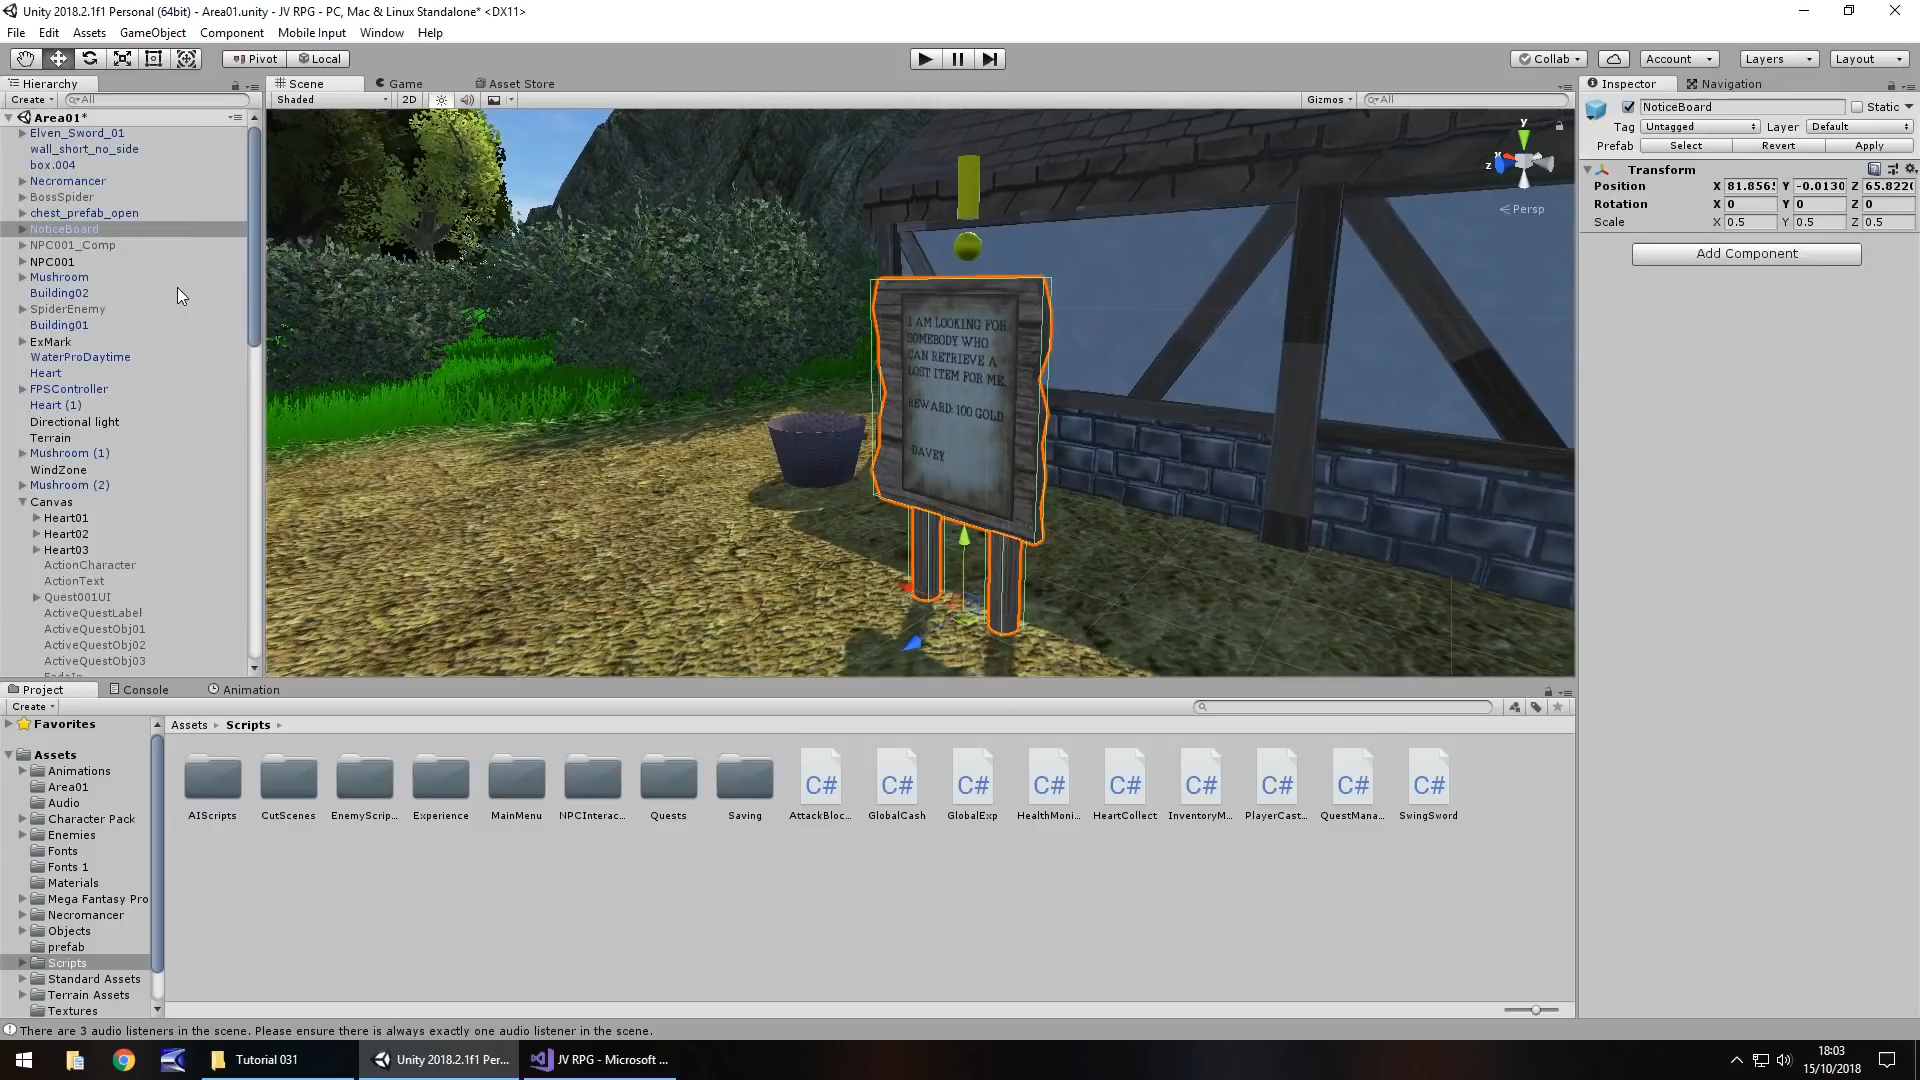 Unity 2018.2.1f1 Personal (64bit) - Area01.unity - JV RPG - PC, Mac & Linux Standalone* <DX11>
File Edit Assets GameObject Component Mobile Input Window Help
Pivot Local Collab Account Layers Layout
Hierarchy
Create All
Area01*
Elven_Sword_01
wall_short_no_side
box.004
Necromancer
BossSpider
chest_prefab_open
NoticeBoard
NPC001_Comp
NPC001
Mushroom
Building02
SpiderEnemy
Building01
ExMark
WaterProDaytime
Heart
FPSController
Heart (1)
Directional light
Terrain
Mushroom (1)
WindZone
Mushroom (2)
Canvas
Heart01
Heart02
Heart03
ActionCharacter
ActionText
Quest001UI
ActiveQuestLabel
ActiveQuestObj01
ActiveQuestObj02
ActiveQuestObj03
Scene Game Asset Store
Shaded 2D Gizmos All
y
x
z
Persp
I AM LOOKING FOR
SOMEBODY WHO
CAN RETRIEVE A
LOST ITEM FOR ME.
REWARD: 100 GOLD
-DAVEY
Inspector Navigation
NoticeBoard Static
Tag Untagged Layer Default
Prefab Select Revert Apply
Transform
Position X 81.856 Y -0.0130 Z 65.822
Rotation X 0 Y 0 Z 0
Scale X 0.5 Y 0.5 Z 0.5
Add Component
Project Console Animation
Create
Favorites
Assets
Animations
Area01
Audio
Character Pack
Enemies
Fonts
Fonts 1
Materials
Mega Fantasy Pro
Necromancer
Objects
prefab
Scripts
Standard Assets
Terrain Assets
Textures
Assets Scripts
C# C# C# C# C# C# C# C# C#
AIScripts CutScenes EnemyScrip... Experience MainMenu NPCInterac... Quests Saving AttackBloc... GlobalCash GlobalExp HealthMoni... HeartCollect InventoryM... PlayerCast... QuestMana... SwingSword
There are 3 audio listeners in the scene. Please ensure there is always exactly one audio listener in the scene.
Tutorial 031 Unity 2018.2.1f1 Per... JV RPG - Microsoft ...
18:03
15/10/2018